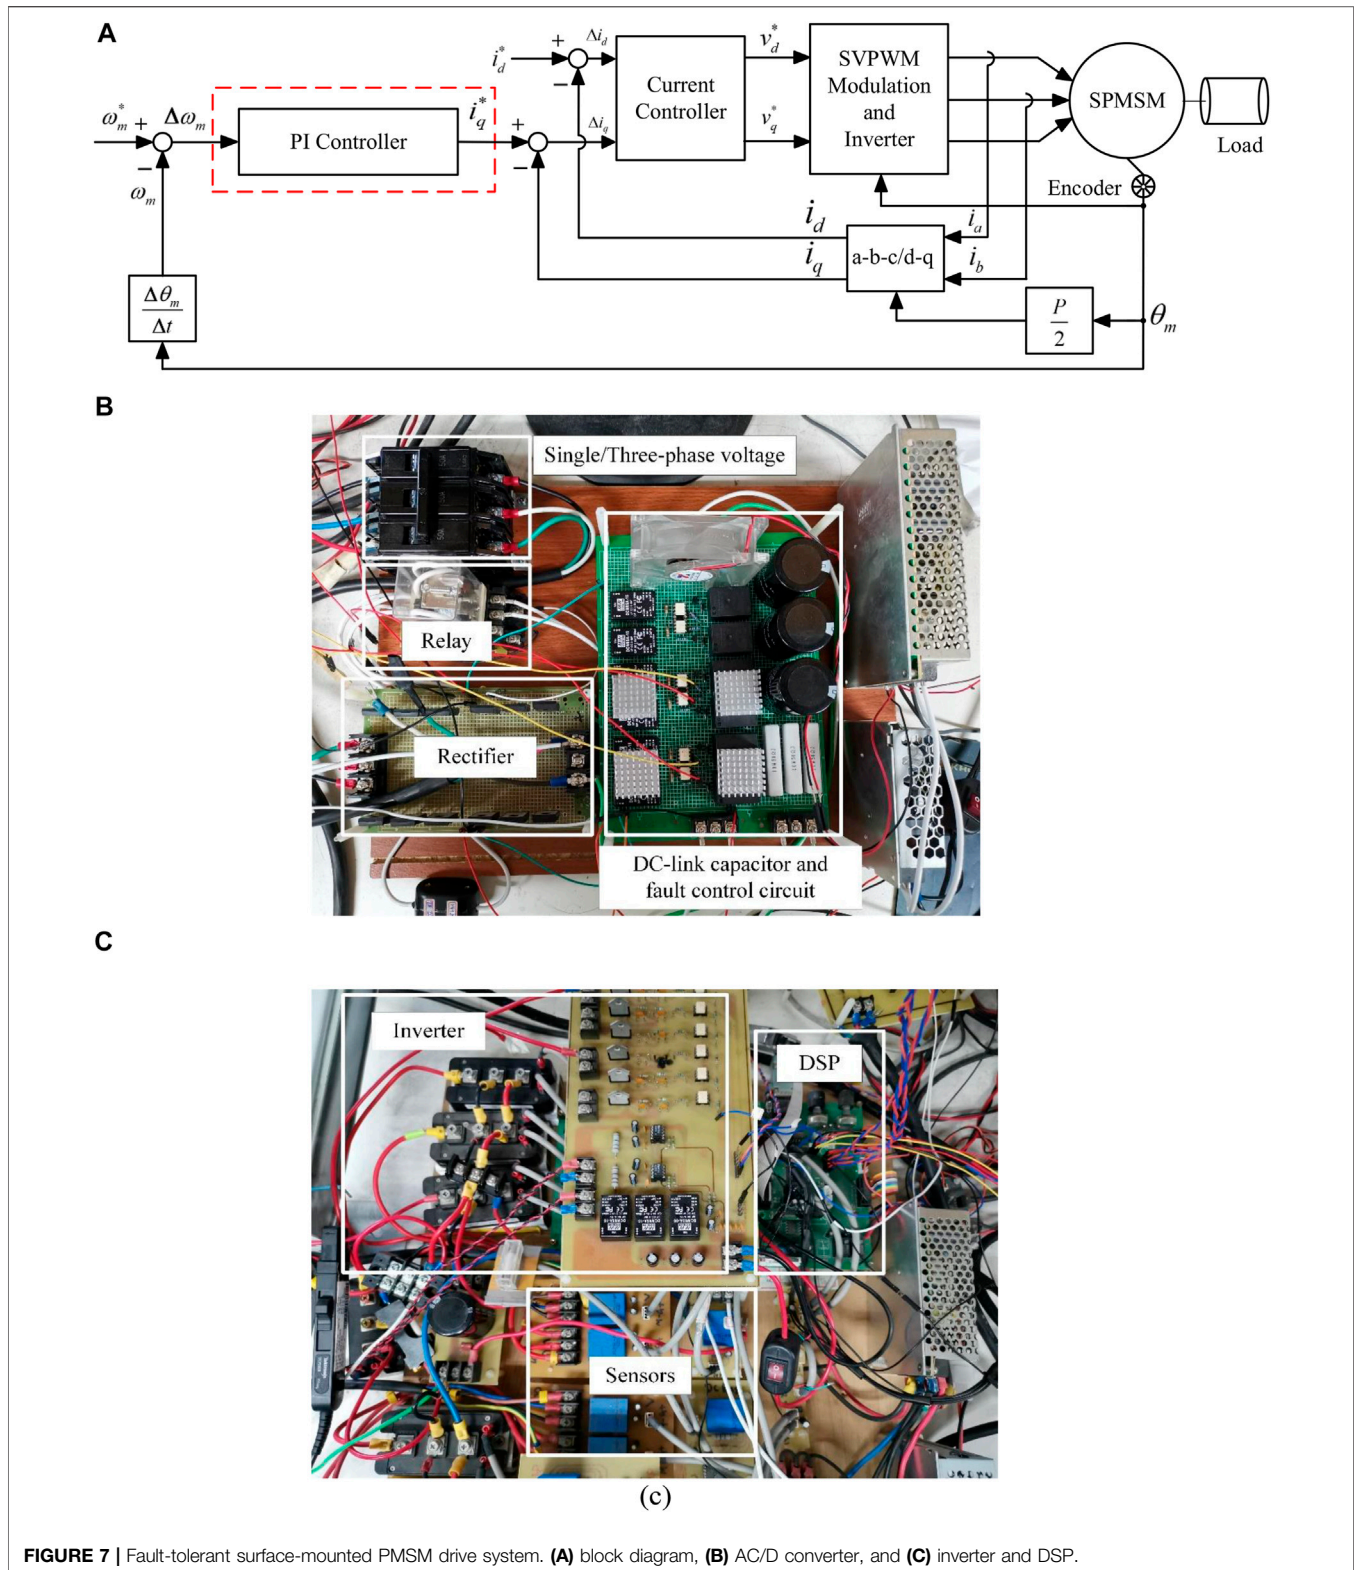 A
ω*m
+
−
Δωm
ωm
PI Controller
i*q
i*d
+
−
Δid
+
−
Δiq
Current
Controller
v*d
v*q
SVPWM
Modulation
and
Inverter
SPMSM
Load
Encoder
id
iq
a-b-c/d-q
ia
ib
P
2
θm
Δθm
Δt
B
Single/Three-phase voltage
Relay
Rectifier
DC-link capacitor and
fault control circuit
C
Inverter
DSP
Sensors
(c)
FIGURE 7 | Fault-tolerant surface-mounted PMSM drive system. (A) block diagram, (B) AC/D converter, and (C) inverter and DSP.